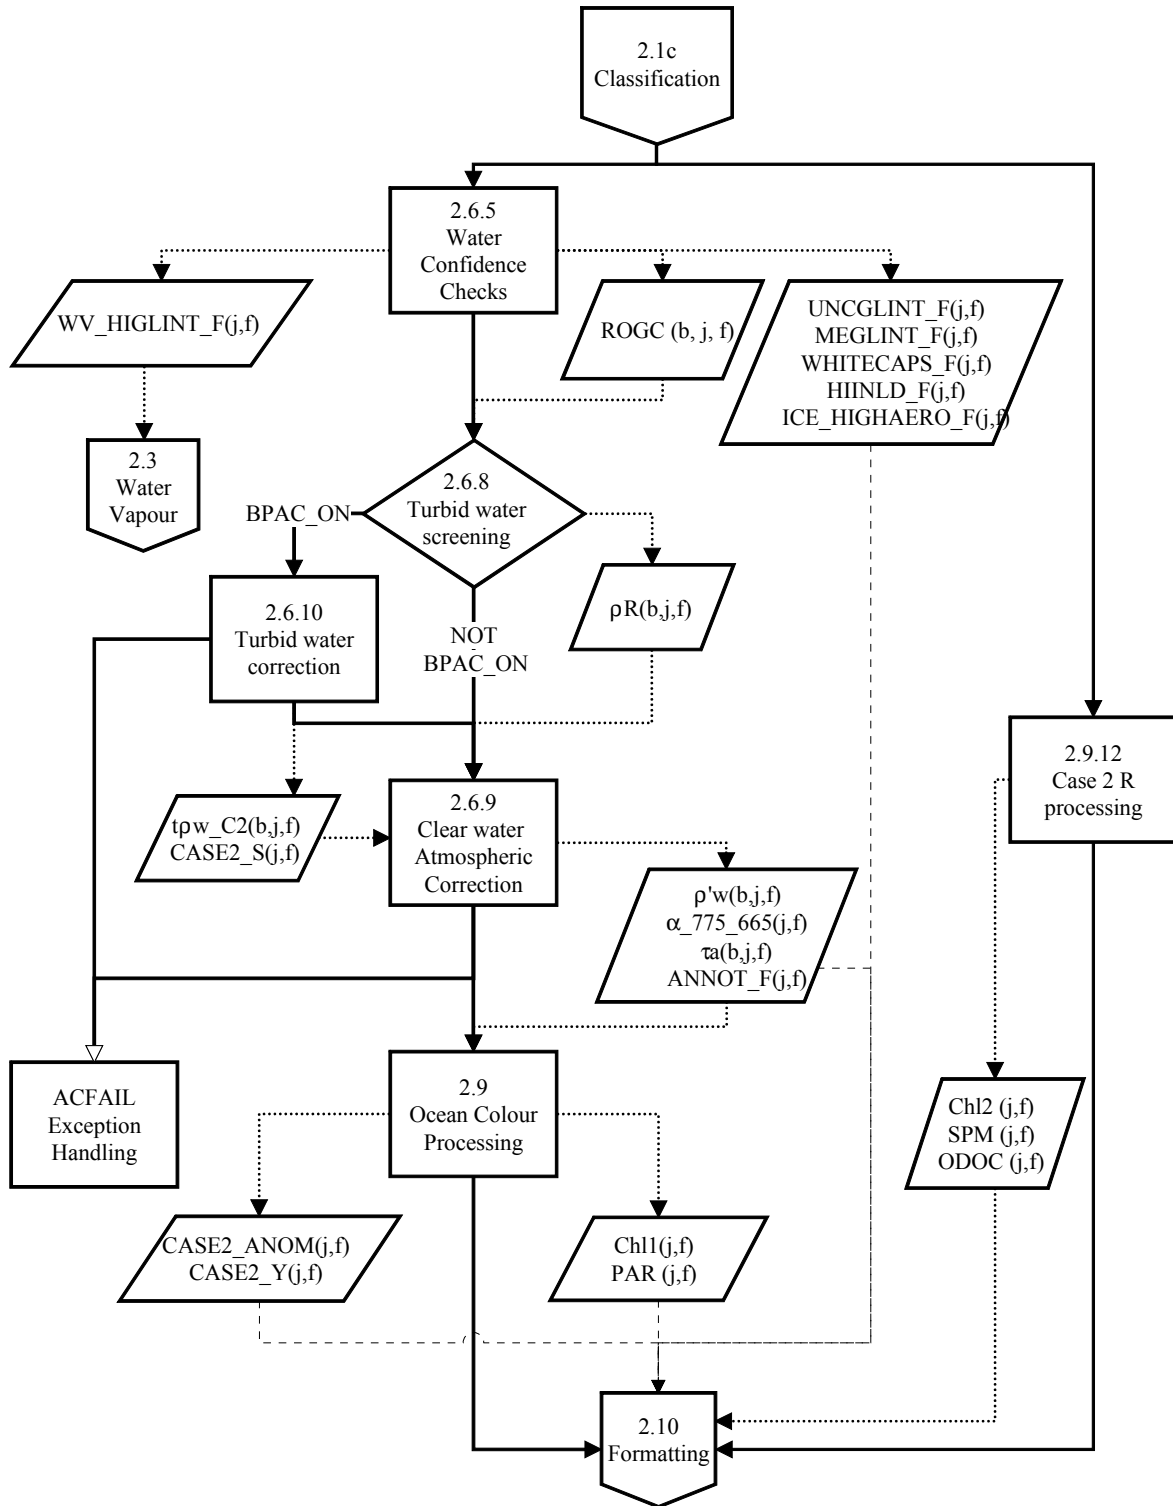 2.1c
Classification
2.6.5
Water
Confidence
Checks
WV_HIGLINT_F(j,f)
ROGC (b, j, f)
UNCGLINT_F(j,f)
MEGLINT_F(j,f)
WHITECAPS_F(j,f)
HIINLD_F(j,f)
ICE_HIGHAERO_F(j,f)
2.3
Water
Vapour
2.6.8
Turbid water
screening
BPAC_ON
ρR(b,j,f)
2.6.10
Turbid water
correction
NOT
BPAC_ON
2.9.12
Case 2 R
processing
tρw_C2(b,j,f)
CASE2_S(j,f)
2.6.9
Clear water
Atmospheric
Correction
ρ'w(b,j,f)
α_775_665(j,f)
τa(b,j,f)
ANNOT_F(j,f)
ACFAIL
Exception
Handling
2.9
Ocean Colour
Processing
Chl2 (j,f)
SPM (j,f)
ODOC (j,f)
CASE2_ANOM(j,f)
CASE2_Y(j,f)
Chl1(j,f)
PAR (j,f)
2.10
Formatting